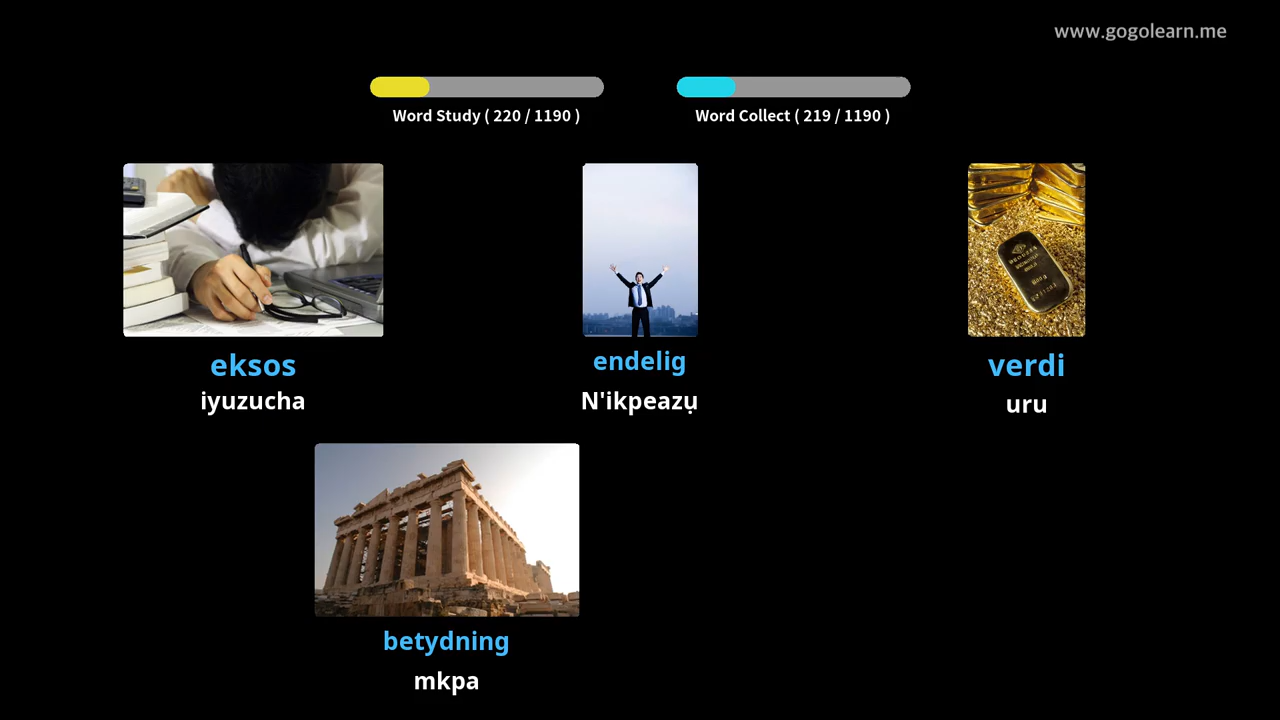 www.gogolearn.me
Word Study ( 220 / 1190 )
Word Collect ( 219 / 1190 )
eksos
iyuzucha
endelig
N'ikpeazụ
verdi
uru
betydning
mkpa